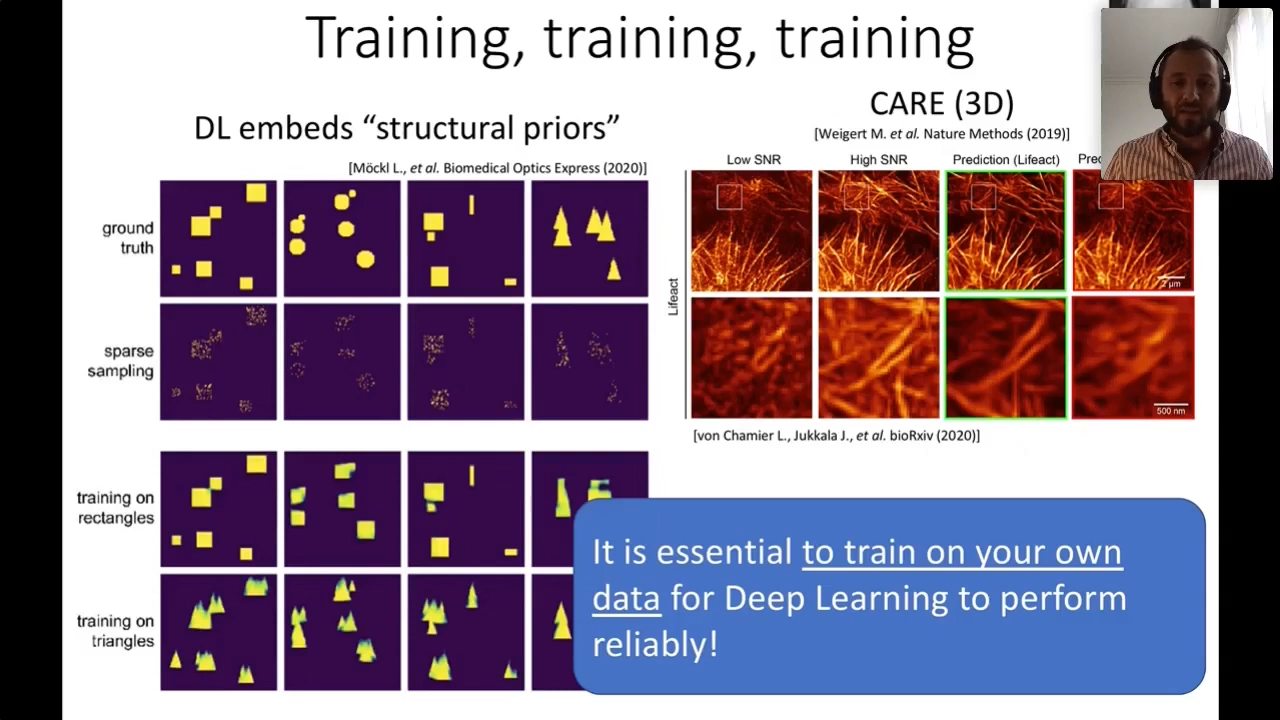 Training, training, training
DL embeds “structural priors”
[Möckl L., et al. Biomedical Optics Express (2020)]
ground
truth
sparse
sampling
training on
rectangles
training on
triangles
CARE (3D)
[Weigert M. et al. Nature Methods (2019)]
Low SNR
High SNR
Prediction (Lifeact)
Lifeact
2 µm
500 nm
[von Chamier L., Jukkala J., et al. bioRxiv (2020)]
It is essential to train on your own
data for Deep Learning to perform
reliably!